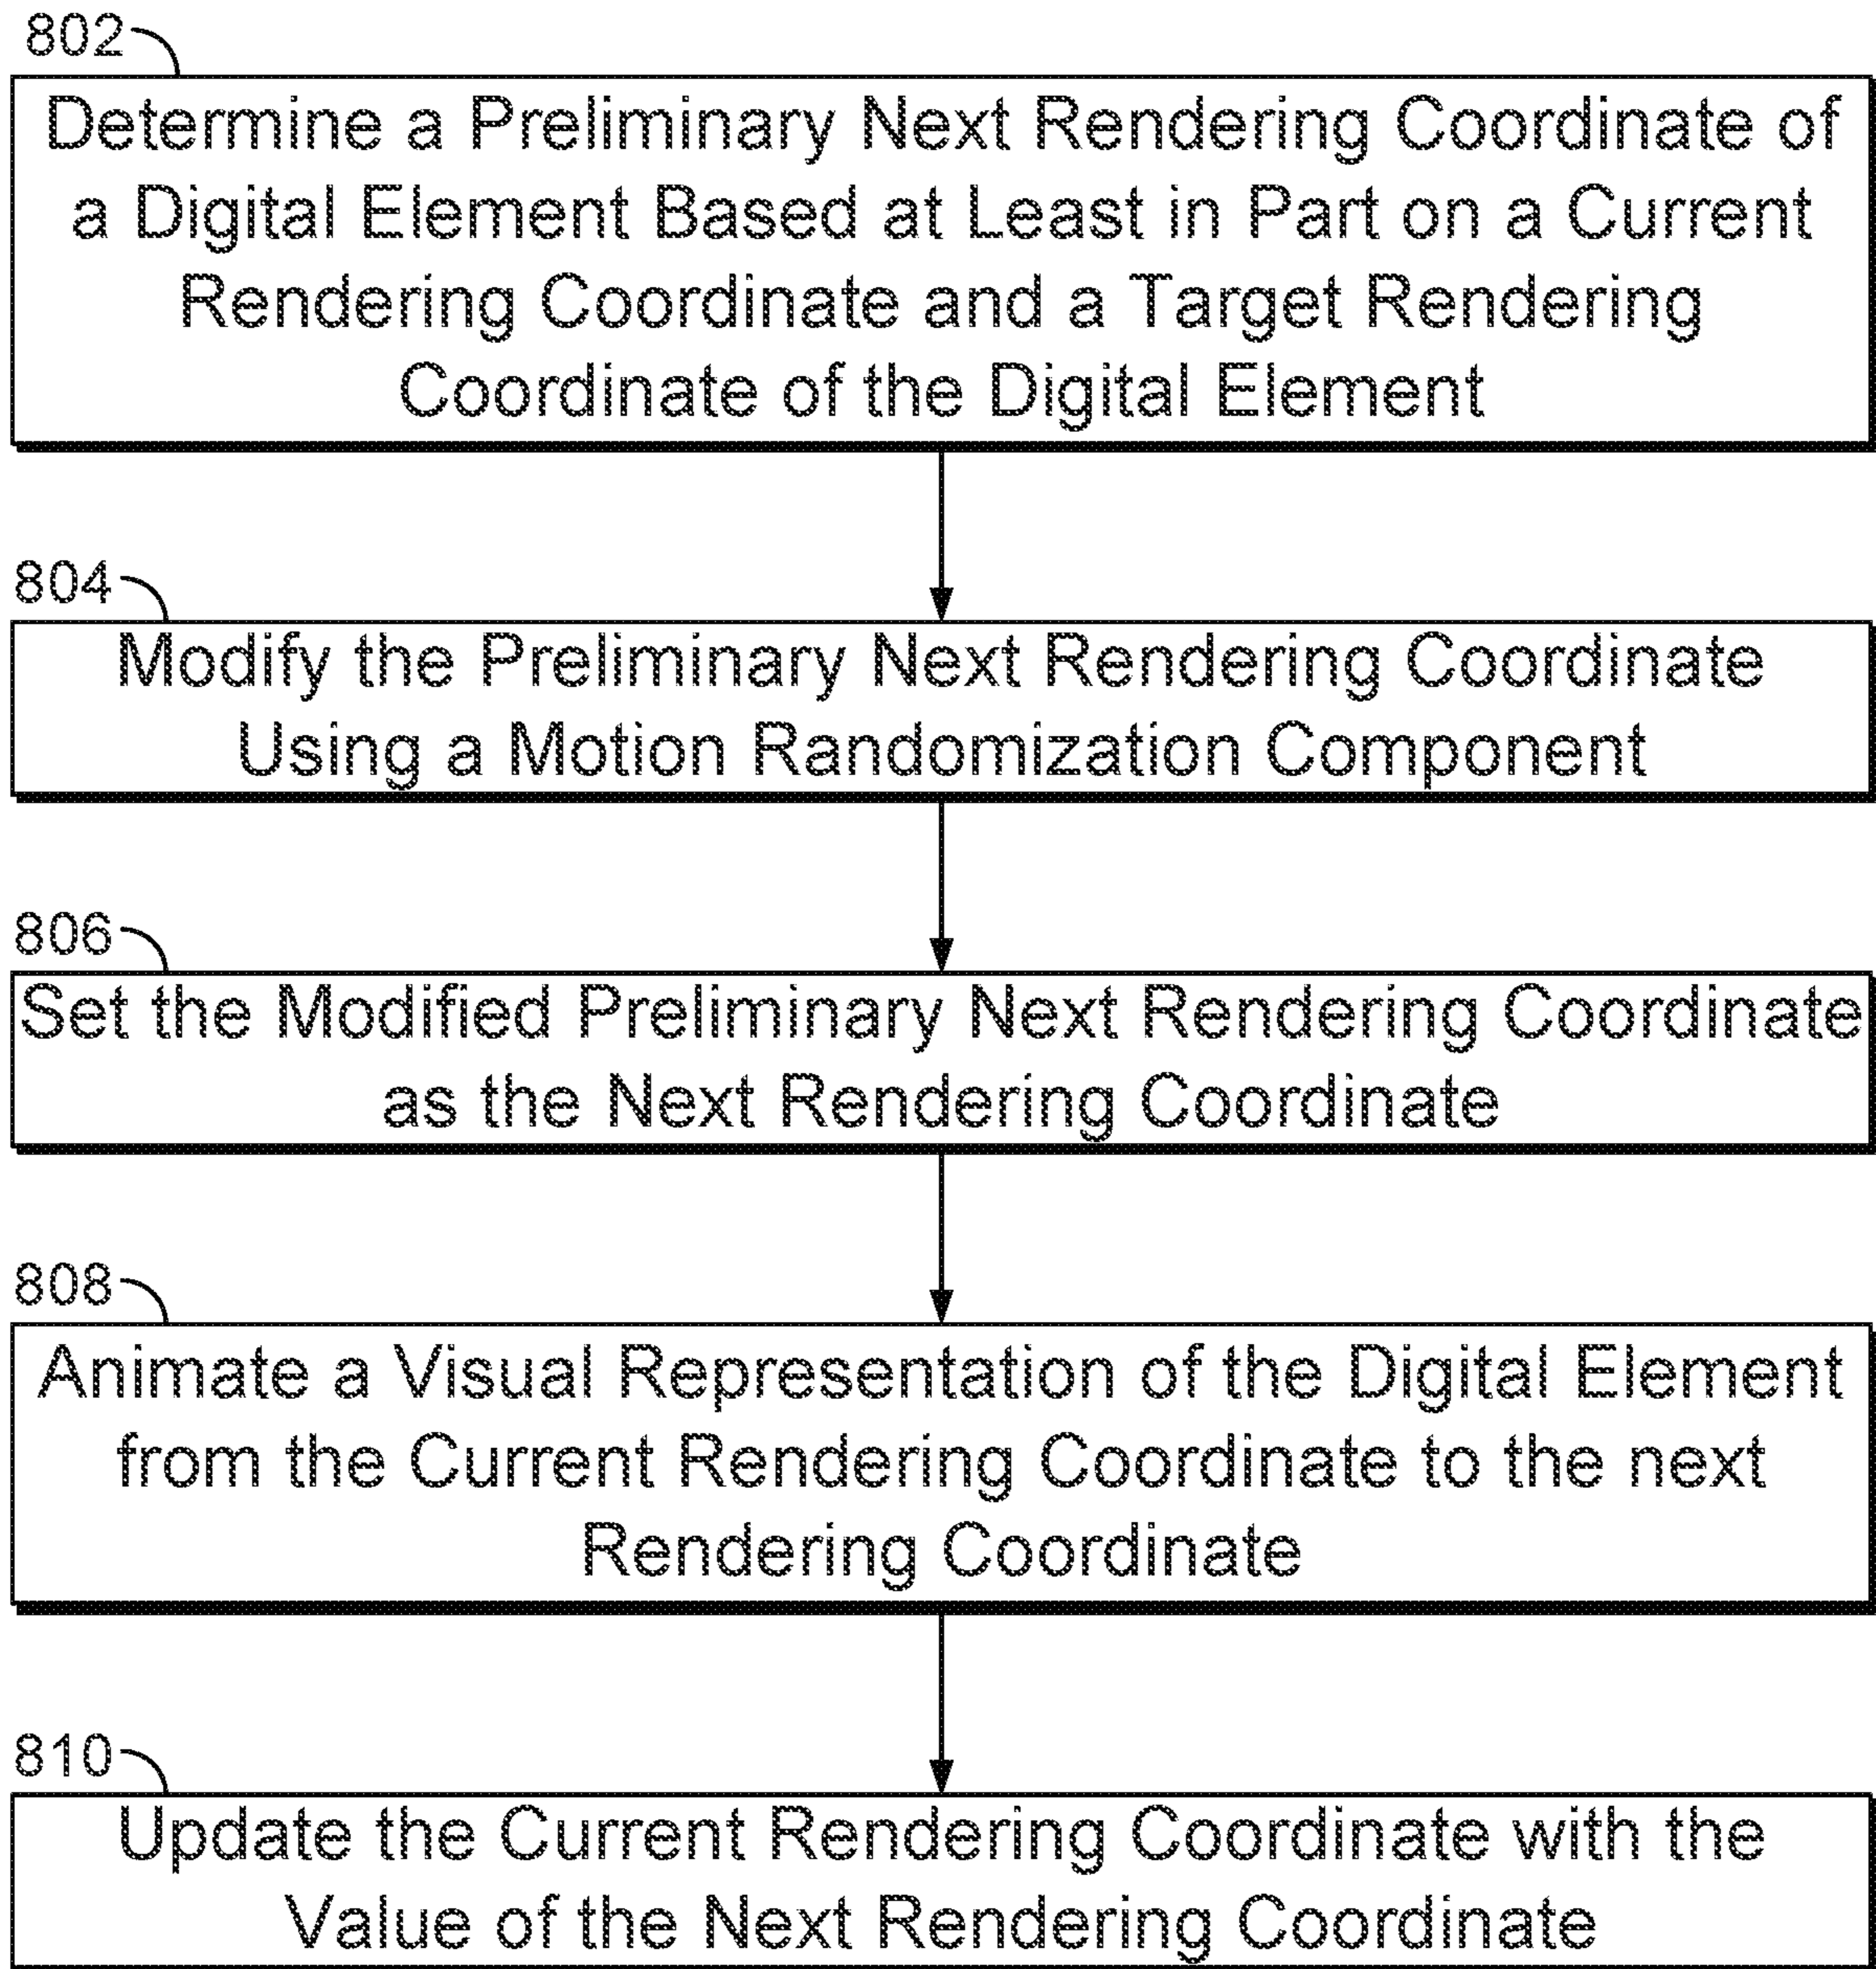 802
Determine a Preliminary Next Rendering Coordinate of
a Digital Element Based at Least in Part on a Current
Rendering Coordinate and a Target Rendering
Coordinate of the Digital Element
804
Modify the Preliminary Next Rendering Coordinate
Using a Motion Randomization Component
806
Set the Modified Preliminary Next Rendering Coordinate
as the Next Rendering Coordinate
808
Animate a Visual Representation of the Digital Element
from the Current Rendering Coordinate to the next
Rendering Coordinate
810
Update the Current Rendering Coordinate with the
Value of the Next Rendering Coordinate